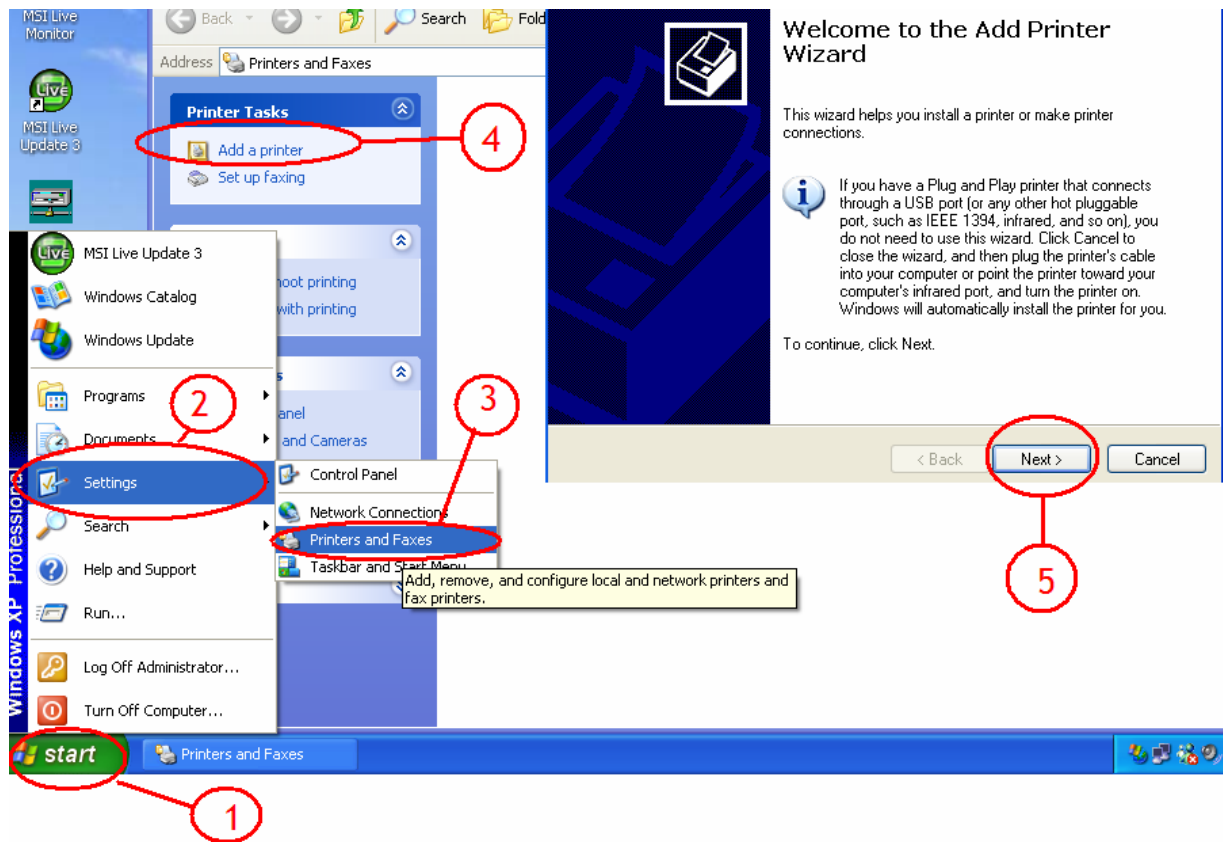 MSI Live
Monitor
MSI Live
Update 3
Back
Search
Fold
Address Printers and Faxes
Printer Tasks
Add a printer
Set up faxing
4
hoot printing
with printing
s
anel
and Cameras
MSI Live Update 3
Windows Catalog
Windows Update
Programs
Documents
Settings
Search
Help and Support
Run...
Log Off Administrator...
Turn Off Computer...
Windows XP Professional
2
3
Control Panel
Network Connections
Printers and Faxes
Taskbar and Start Menu
Add, remove, and configure local and network printers and
fax printers.
Welcome to the Add Printer
Wizard
This wizard helps you install a printer or make printer
connections.
If you have a Plug and Play printer that connects
through a USB port (or any other hot pluggable
port, such as IEEE 1394, infrared, and so on), you
do not need to use this wizard. Click Cancel to
close the wizard, and then plug the printer's cable
into your computer or point the printer toward your
computer's infrared port, and turn the printer on.
Windows will automatically install the printer for you.
To continue, click Next.
< Back
Next >
Cancel
5
start
Printers and Faxes
1